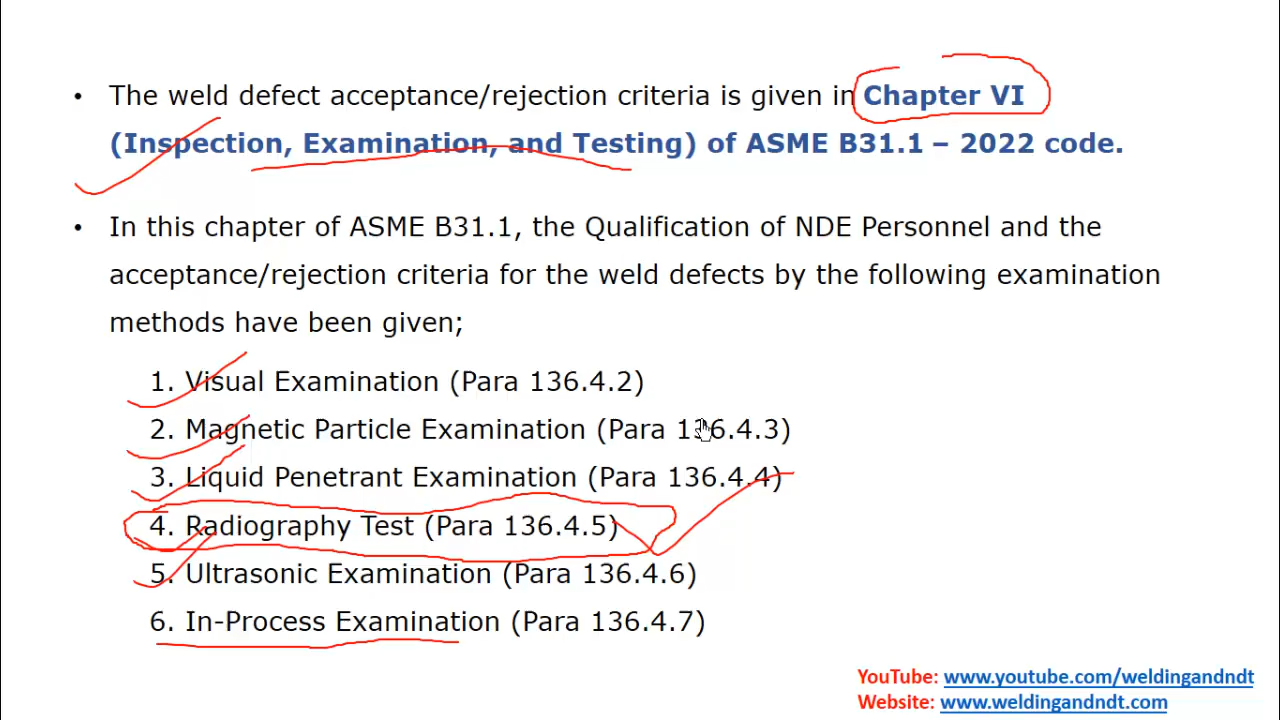 • The weld defect acceptance/rejection criteria is given in Chapter VI
(Inspection, Examination, and Testing) of ASME B31.1 – 2022 code.
• In this chapter of ASME B31.1, the Qualification of NDE Personnel and the
acceptance/rejection criteria for the weld defects by the following examination
methods have been given;
1. Visual Examination (Para 136.4.2)
2. Magnetic Particle Examination (Para 136.4.3)
3. Liquid Penetrant Examination (Para 136.4.4)
4. Radiography Test (Para 136.4.5)
5. Ultrasonic Examination (Para 136.4.6)
6. In-Process Examination (Para 136.4.7)
YouTube: www.youtube.com/weldingandndt
Website: www.weldingandndt.com